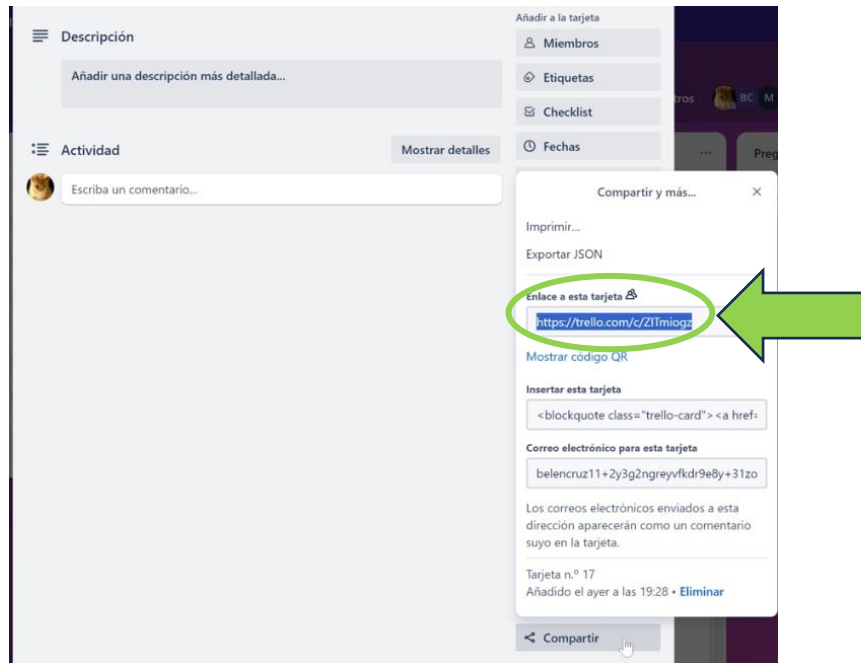 Añadir a la tarjeta
Descripción
Miembros
Añadir una descripción más detallada...
Etiquetas
tros
BC
M
Checklist
Actividad
Mostrar detalles
Fechas
...
Preg
Escriba un comentario...
Compartir y más...
Imprimir...
Exportar JSON
Enlace a esta tarjeta
https://trello.com/c/ZITmiogz
Mostrar código QR
Insertar esta tarjeta
<blockquote class="trello-card"><a href=
Correo electrónico para esta tarjeta
belencruz11+2y3g2ngreyvfkdr9e8y+31zo
Los correos electrónicos enviados a esta
dirección aparecerán como un comentario
suyo en la tarjeta.
Tarjeta n.º 17
Añadido el ayer a las 19:28 • Eliminar
Compartir